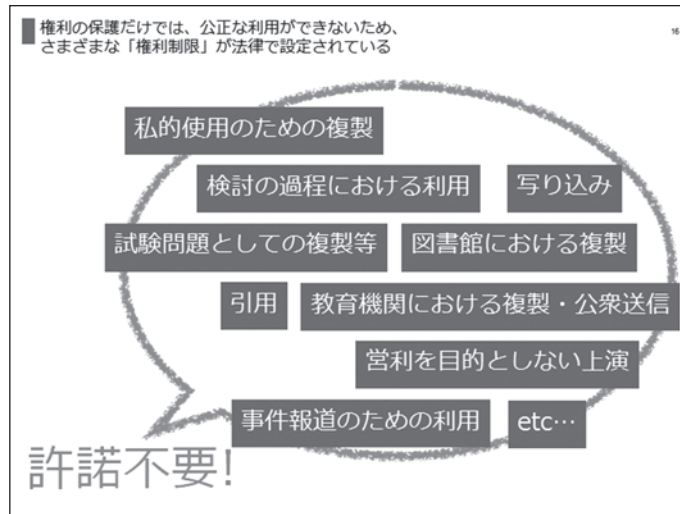 権利の保護だけでは、公正な利用ができないため、
さまざまな「権利制限」が法律で設定されている
16
私的使用のための複製
検討の過程における利用
写り込み
試験問題としての複製等
図書館における複製
引用
教育機関における複製・公衆送信
営利を目的としない上演
事件報道のための利用
etc…
許諾不要!